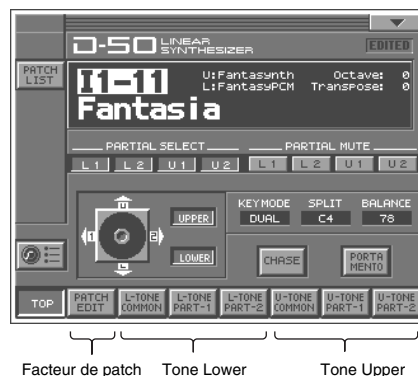 D-50 LINEAR SYNTHESIZER
EDITED
PATCH LIST
I1-11 U:Fantasynth Octave: 0
L:FantasyPCM Transpose: 0
Fantasia
PARTIAL SELECT PARTIAL MUTE
L1 L2 U1 U2 L1 L2 U1 U2
KEYMODE SPLIT BALANCE
DUAL C4 78
U
1 2
L
UPPER
LOWER
CHASE PORTA MENTO
TOP PATCH EDIT L-TONE COMMON L-TONE PART-1 L-TONE PART-2 U-TONE COMMON U-TONE PART-1 U-TONE PART-2
Facteur de patch Tone Lower Tone Upper